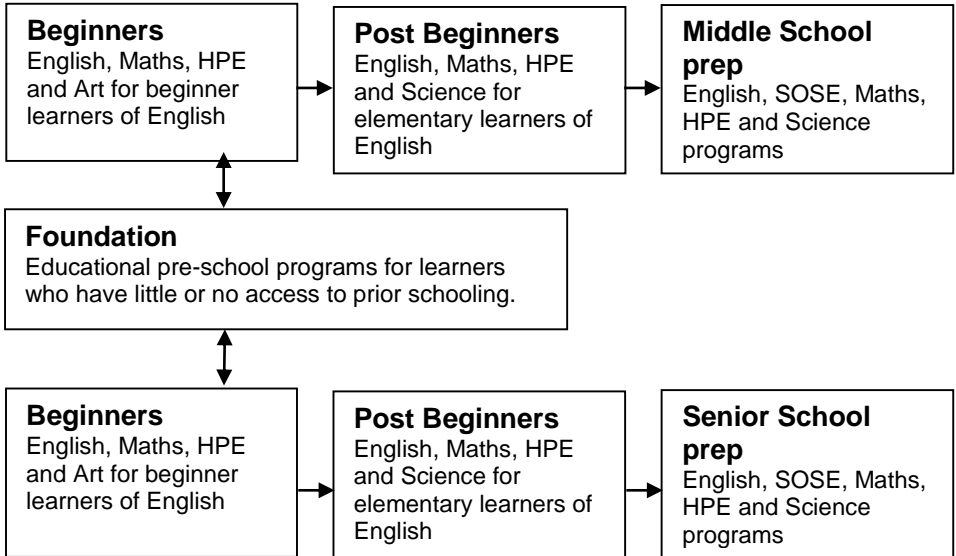 Beginners
English, Maths, HPE
and Art for beginner
learners of English
Post Beginners
English, Maths, HPE
and Science for
elementary learners of
English
Middle School
prep
English, SOSE, Maths,
HPE and Science
programs
Foundation
Educational pre-school programs for learners
who have little or no access to prior schooling.
Beginners
English, Maths, HPE
and Art for beginner
learners of English
Post Beginners
English, Maths, HPE
and Science for
elementary learners of
English
Senior School
prep
English, SOSE, Maths,
HPE and Science
programs